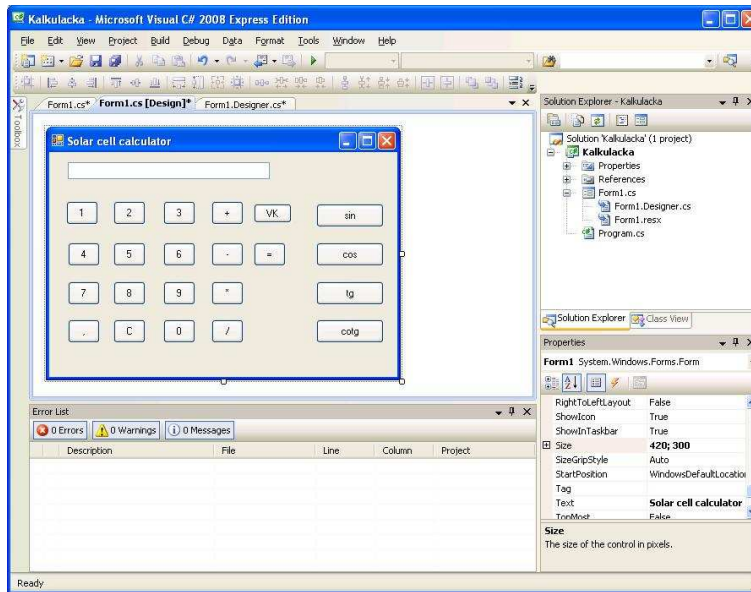 Kalkulacka - Microsoft Visual C# 2008 Express Edition
File Edit View Project Build Debug Data Format Tools Window Help
Toolbox
Form1.cs* Form1.cs [Design]* Form1.Designer.cs*
Solar cell calculator
1 2 3 + VK sin
4 5 6 - = cos
7 8 9 * tg
, C 0 / cotg
Error List
0 Errors 0 Warnings 0 Messages
Description File Line Column Project
Solution Explorer - Kalkulacka
Solution 'Kalkulacka' (1 project)
Kalkulacka
Properties
References
Form1.cs
Form1.Designer.cs
Form1.resx
Program.cs
Solution Explorer Class View
Properties
Form1 System.Windows.Forms.Form
RightToLeftLayout False
ShowIcon True
ShowInTaskbar True
Size 420; 300
SizeGripStyle Auto
StartPosition WindowsDefaultLocation
Tag
Text Solar cell calculator
TopMost False
Size
The size of the control in pixels.
Ready